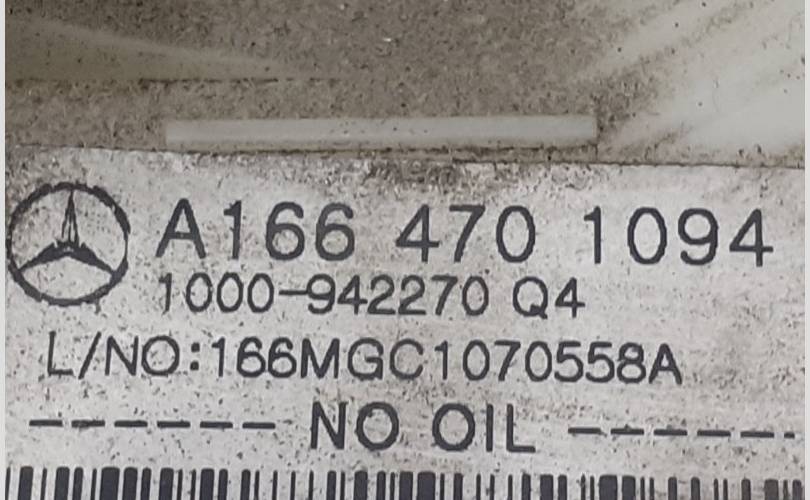 A166 470 1094
1000-942270 Q4
L/NO:166MGC1070558A
------ NO OIL ------